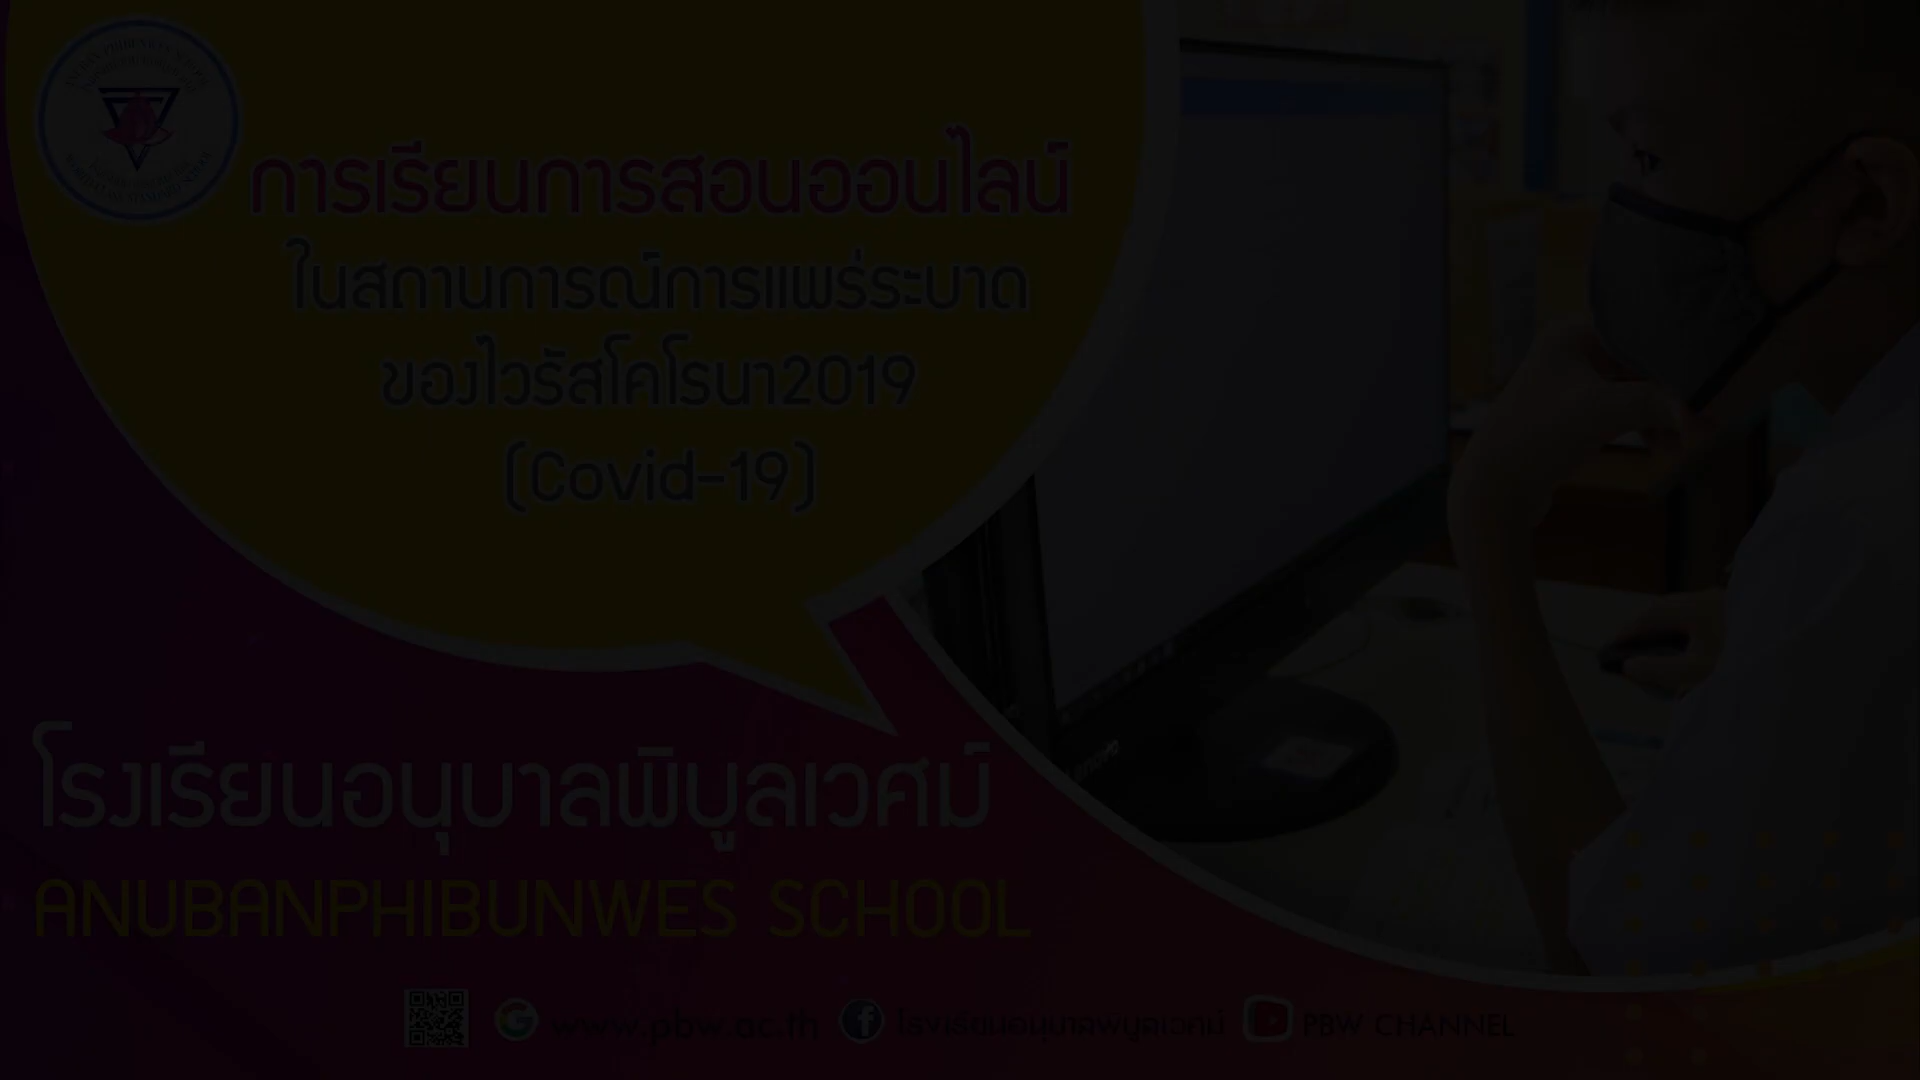 การเรียนการสอนออนไลน์
ในสถานการณ์การแพร่ระบาด
ของไวรัสโคโรนา2019
(Covid-19)
โรงเรียนอนุบาลพิบูลเวศม์
ANUBANPHIBUNWES SCHOOL
www.pbw.ac.th
โรงเรียนอนุบาลพิบูลเวศม์
PBW CHANNEL
lenovo